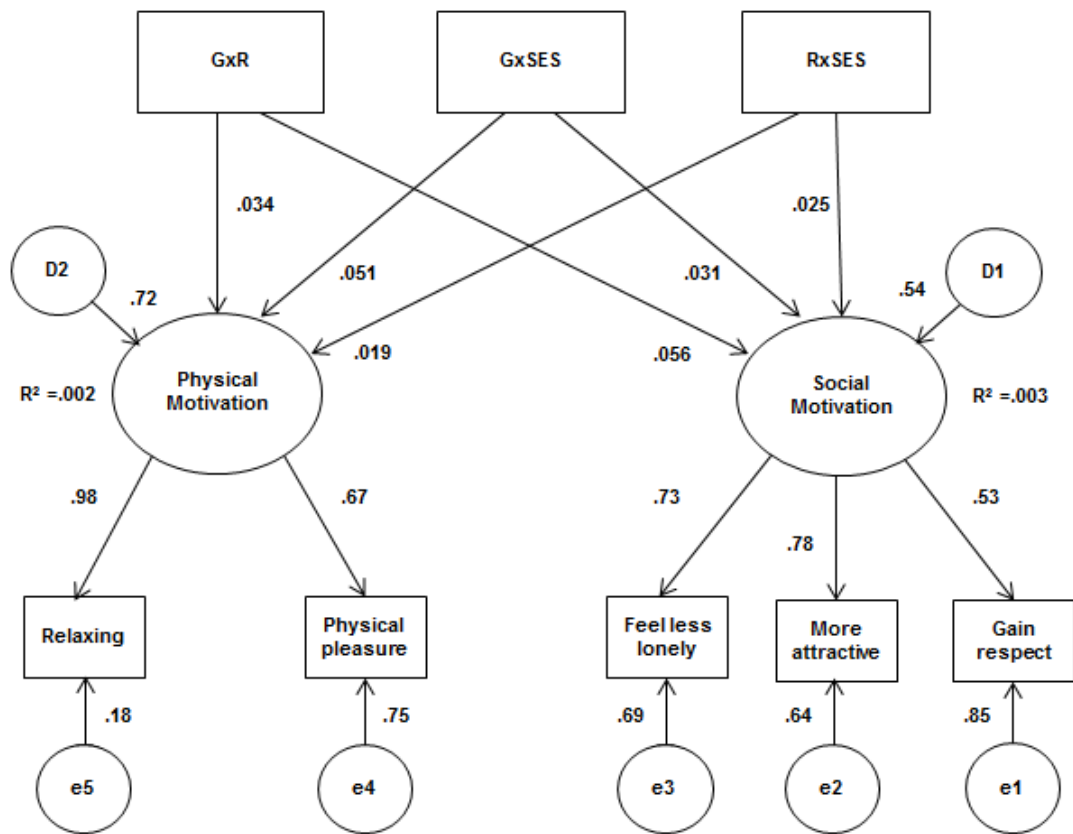 GxR
GxSES
RxSES
.034
.025
D2
D1
.72
.051
.031
.54
.019
.056
Physical
Motivation
Social
Motivation
R² =.002
R² =.003
.98
.67
.73
.78
.53
Relaxing
Physical
pleasure
Feel less
lonely
More
attractive
Gain
respect
.18
.75
.69
.64
.85
e5
e4
e3
e2
e1